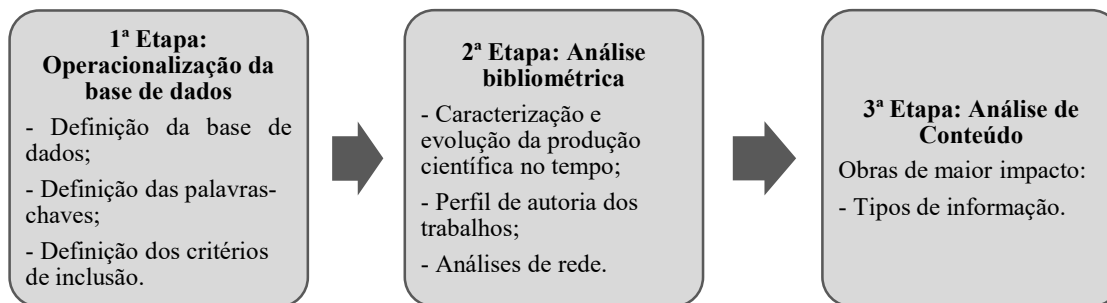 1ª Etapa:
Operacionalização da
base de dados
- Definição da base de
dados;
- Definição das palavras-
chaves;
- Definição dos critérios
de inclusão.
2ª Etapa: Análise
bibliométrica
- Caracterização e
evolução da produção
científica no tempo;
- Perfil de autoria dos
trabalhos;
- Análises de rede.
3ª Etapa: Análise de
Conteúdo
Obras de maior impacto:
- Tipos de informação.